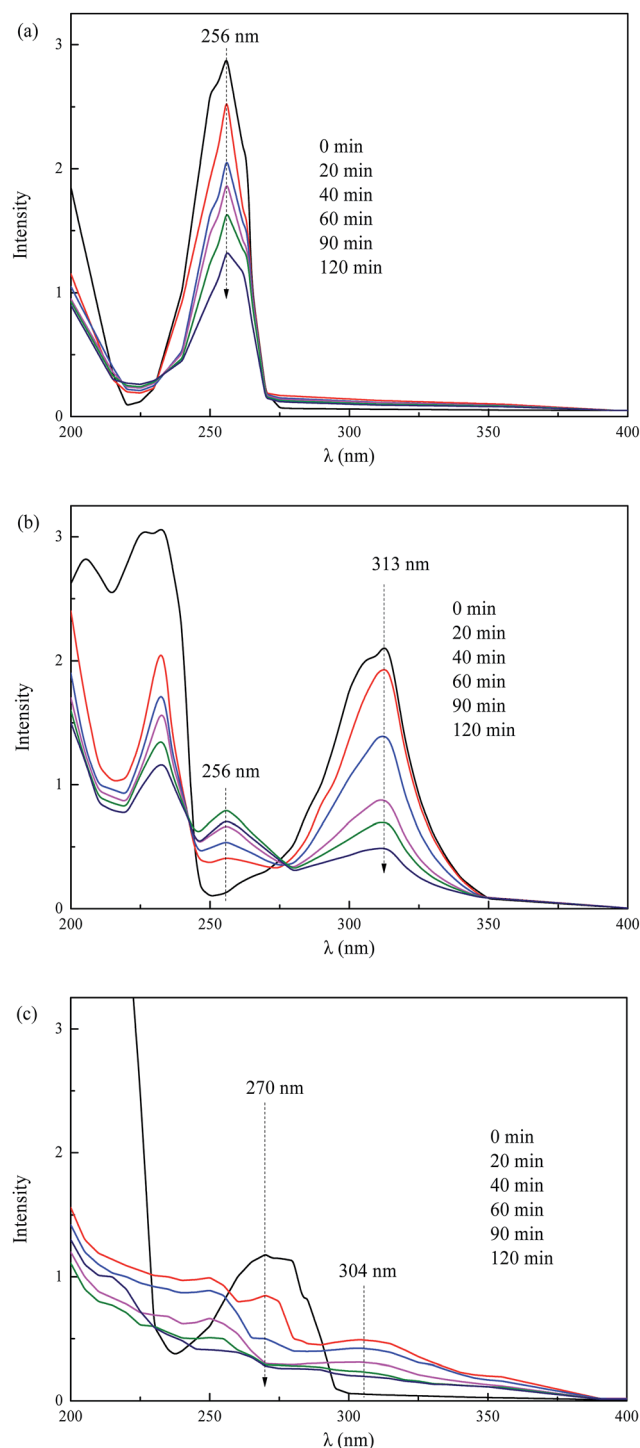 (a)
256 nm
3
2
1
0
Intensity
0 min
20 min
40 min
60 min
90 min
120 min
200
250
300
350
400
λ (nm)
(b)
313 nm
256 nm
3
2
1
0
Intensity
0 min
20 min
40 min
60 min
90 min
120 min
200
250
300
350
400
λ (nm)
(c)
270 nm
304 nm
3
2
1
0
Intensity
0 min
20 min
40 min
60 min
90 min
120 min
200
250
300
350
400
λ (nm)